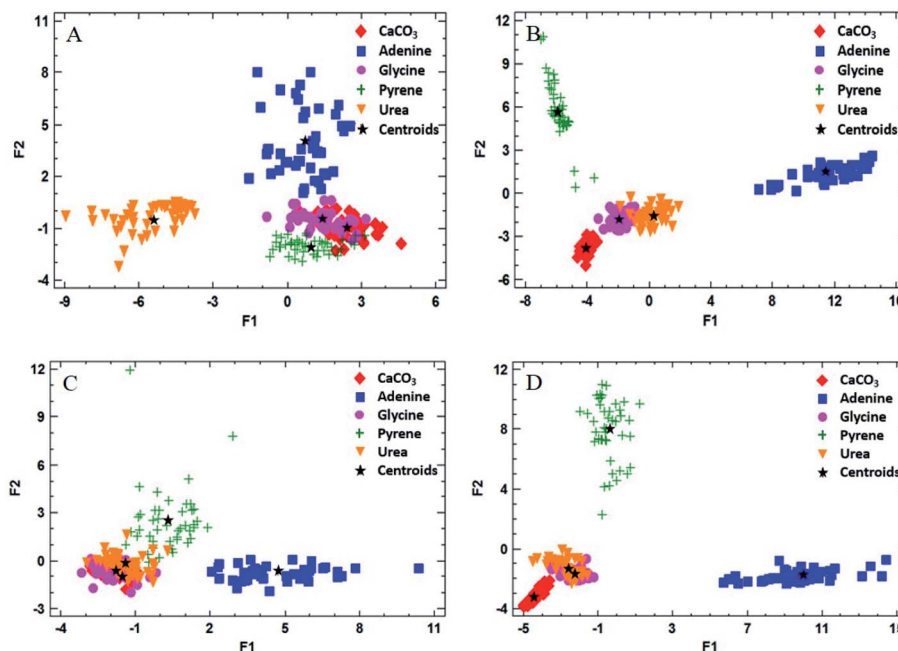 A
11
8
5
2
-1
-4
F2
-9
-6
-3
0
3
6
F1
CaCO₃
Adenine
Glycine
Pyrene
Urea
Centroids
B
12
9
6
3
0
-3
-6
F2
-8
-4
0
4
8
12
16
F1
CaCO₃
Adenine
Glycine
Pyrene
Urea
Centroids
C
12
9
6
3
0
-3
F2
-4
-1
2
5
8
11
F1
CaCO₃
Adenine
Glycine
Pyrene
Urea
Centroids
D
12
8
4
0
-4
F2
-5
-1
3
7
11
15
F1
CaCO₃
Adenine
Glycine
Pyrene
Urea
Centroids